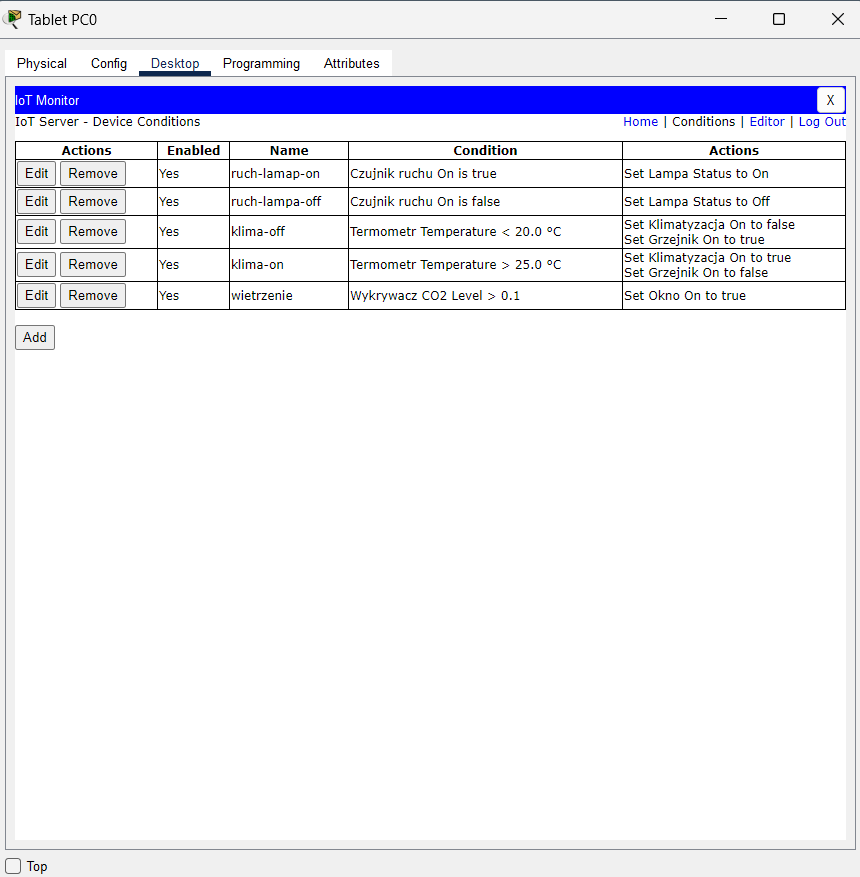 Tablet PC0
Physical Config Desktop Programming Attributes
IoT Monitor X
IoT Server - Device Conditions Home | Conditions | Editor | Log Out
Actions Enabled Name Condition Actions
Edit Remove Yes ruch-lamap-on Czujnik ruchu On is true Set Lampa Status to On
Edit Remove Yes ruch-lampa-off Czujnik ruchu On is false Set Lampa Status to Off
Edit Remove Yes klima-off Termometr Temperature < 20.0 °C Set Klimatyzacja On to false
Set Grzejnik On to true
Edit Remove Yes klima-on Termometr Temperature > 25.0 °C Set Klimatyzacja On to true
Set Grzejnik On to false
Edit Remove Yes wietrzenie Wykrywacz CO2 Level > 0.1 Set Okno On to true
Add
Top